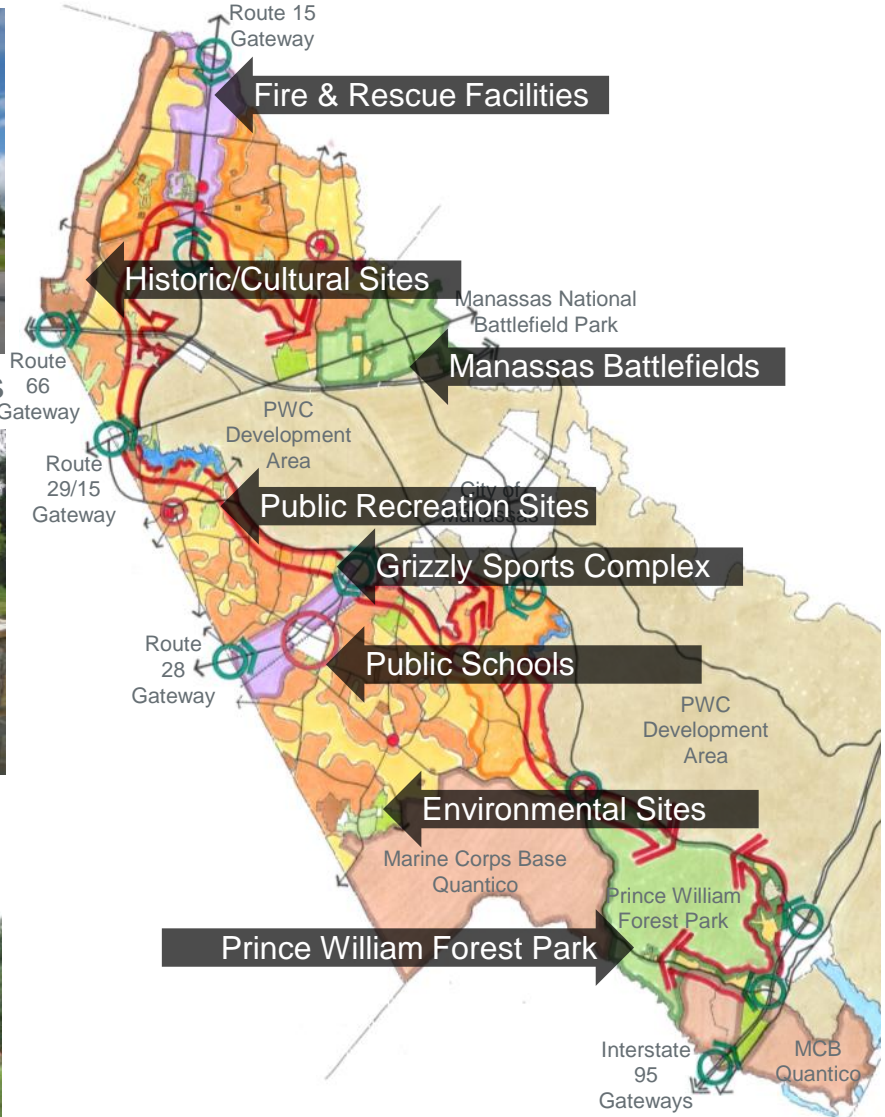 Route 15
Gateway
Fire & Rescue Facilities
Historic/Cultural Sites
Manassas National
Battlefield Park
Manassas Battlefields
Route
66
Gateway
s
PWC
Development
Area
Route
29/15
Gateway
City of
Manassas
Public Recreation Sites
Grizzly Sports Complex
Route
28
Gateway
Public Schools
PWC
Development
Area
Environmental Sites
Marine Corps Base
Quantico
Prince William
Forest Park
Prince William Forest Park
Interstate
95
Gateways
MCB
Quantico